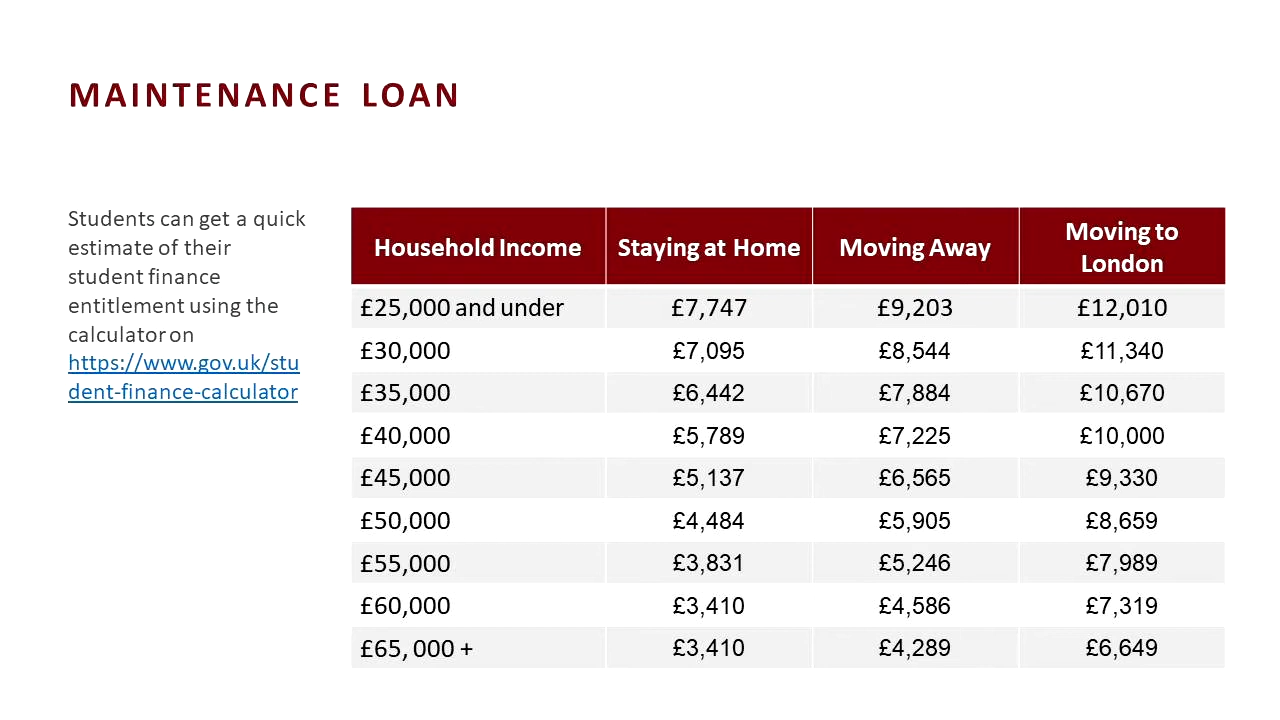 MAINTENANCE LOAN
Students can get a quick
estimate of their
student finance
entitlement using the
calculator on
https://www.gov.uk/stu
dent-finance-calculator
Household Income Staying at Home Moving Away Moving to London
£25,000 and under £7,747 £9,203 £12,010
£30,000 £7,095 £8,544 £11,340
£35,000 £6,442 £7,884 £10,670
£40,000 £5,789 £7,225 £10,000
£45,000 £5,137 £6,565 £9,330
£50,000 £4,484 £5,905 £8,659
£55,000 £3,831 £5,246 £7,989
£60,000 £3,410 £4,586 £7,319
£65, 000 + £3,410 £4,289 £6,649